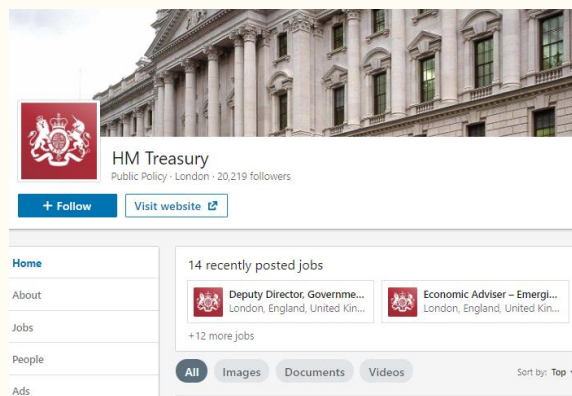 HM Treasury
Public Policy · London · 20,219 followers
+ Follow
Visit website
Home
About
Jobs
People
Ads
14 recently posted jobs
Deputy Director, Governme...
London, England, United Kin...
Economic Adviser – Emergi...
London, England, United Kin...
+12 more jobs
All
Images
Documents
Videos
Sort by: Top